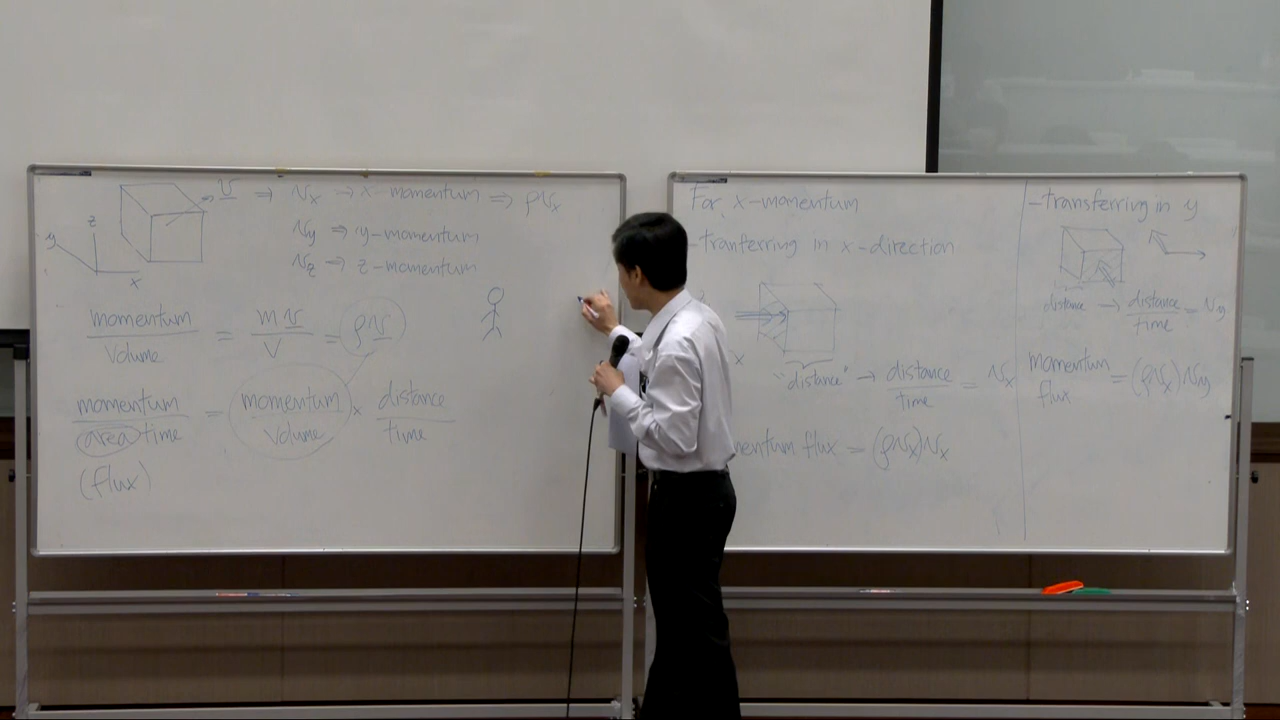 v ⇒ vx → x-momentum ⇒ ρvx
vy ⇒ y-momentum
vz ⇒ z-momentum
z
y
x
momentum / volume = m v / V = ρv
momentum / area time = momentum / volume × distance / time
(flux)
For x-momentum
-tranferring in x-direction
x
"distance" → distance / time = vx
mentum flux = (ρvx)vx
-transferring in y
distance → distance / time = vy
momentum flux = (ρvx)vy